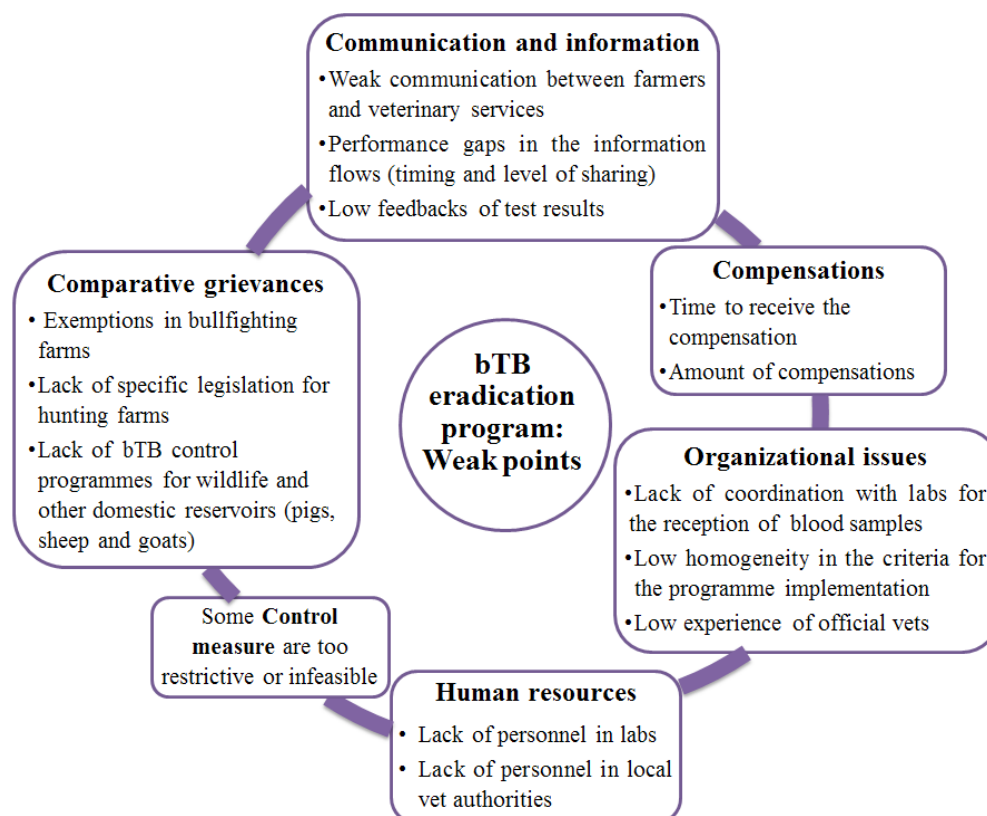 Communication and information
•Weak communication between farmers
and veterinary services
•Performance gaps in the information
flows (timing and level of sharing)
•Low feedbacks of test results
Compensations
•Time to receive the
compensation
•Amount of compensations
Organizational issues
•Lack of coordination with labs for
the reception of blood samples
•Low homogeneity in the criteria for
the programme implementation
•Low experience of official vets
Human resources
• Lack of personnel in labs
• Lack of personnel in local
vet authorities
Some Control
measure are too
restrictive or infeasible
Comparative grievances
• Exemptions in bullfighting
farms
•Lack of specific legislation for
hunting farms
•Lack of bTB control
programmes for wildlife and
other domestic reservoirs (pigs,
sheep and goats)
bTB
eradication
program:
Weak points